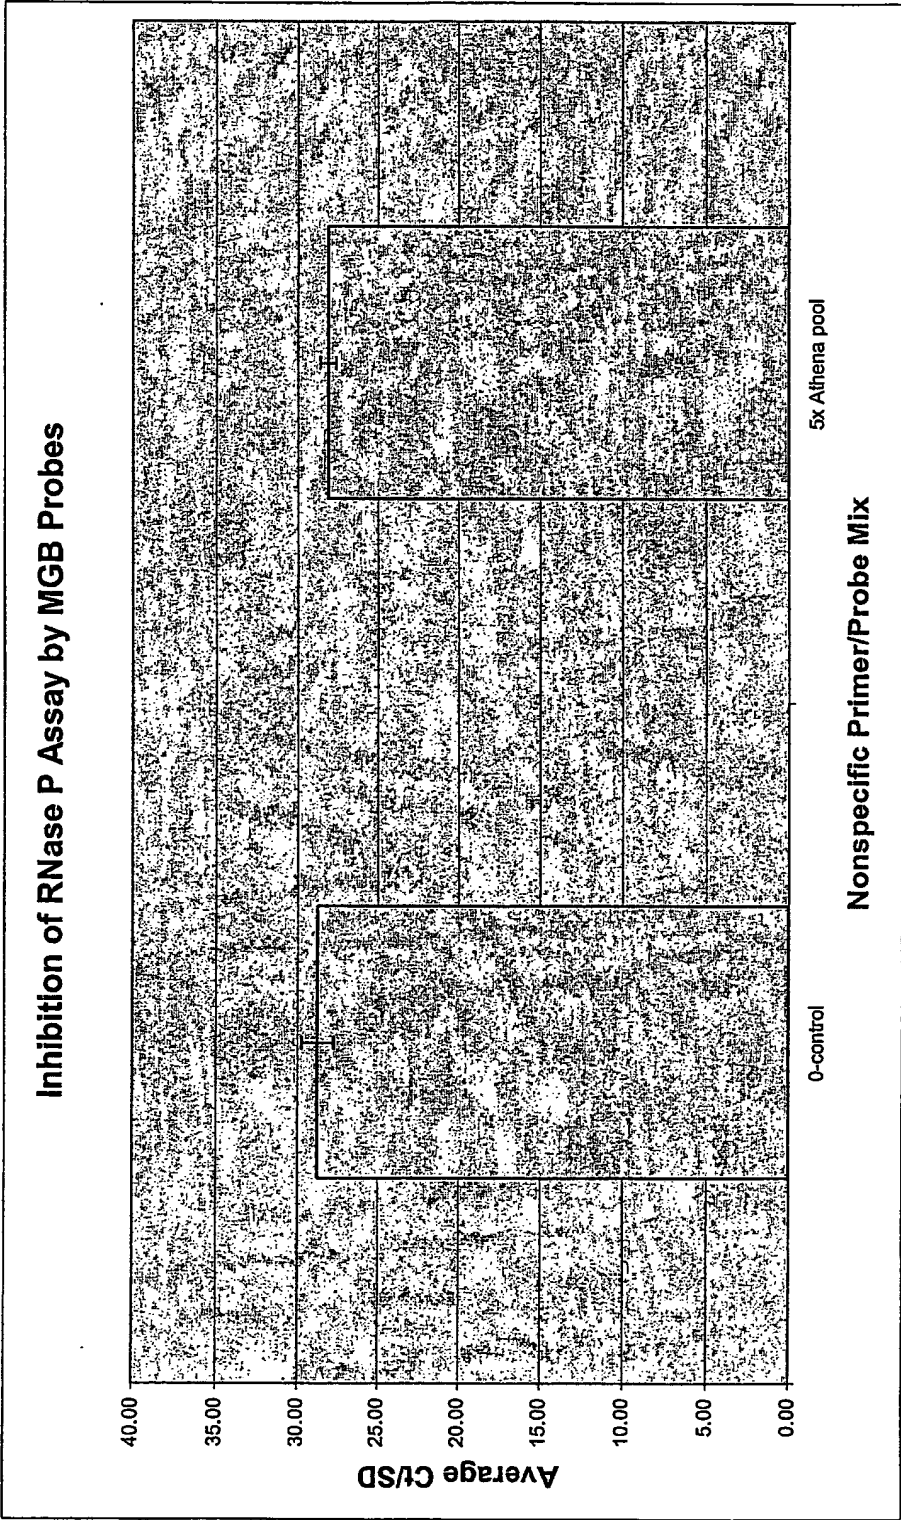 Inhibition of RNase P Assay by MGB Probes
Average Ct/SD
40.00
35.00
30.00
25.00
20.00
15.00
10.00
5.00
0.00
0-control
5x Athena pool
Nonspecific Primer/Probe Mix